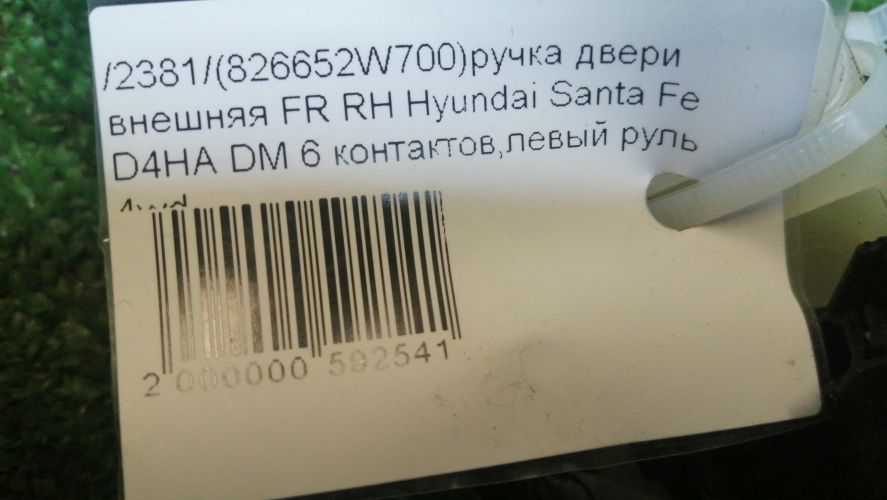 /2381/(826652W700)ручка двери
внешняя FR RH Hyundai Santa Fe
D4HA DM 6 контактов,левый руль
2 000000 592541